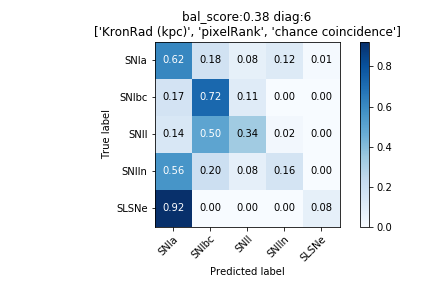 bal_score:0.38 diag:6
['KronRad (kpc)', 'pixelRank', 'chance coincidence']
True label
SNIa 0.62 0.18 0.08 0.12 0.01
SNIbc 0.17 0.72 0.11 0.00 0.00
SNII 0.14 0.50 0.34 0.02 0.00
SNIIn 0.56 0.20 0.08 0.16 0.00
SLSNe 0.92 0.00 0.00 0.00 0.08
SNIa SNIbc SNII SNIIn SLSNe
Predicted label
0.8
0.6
0.4
0.2
0.0